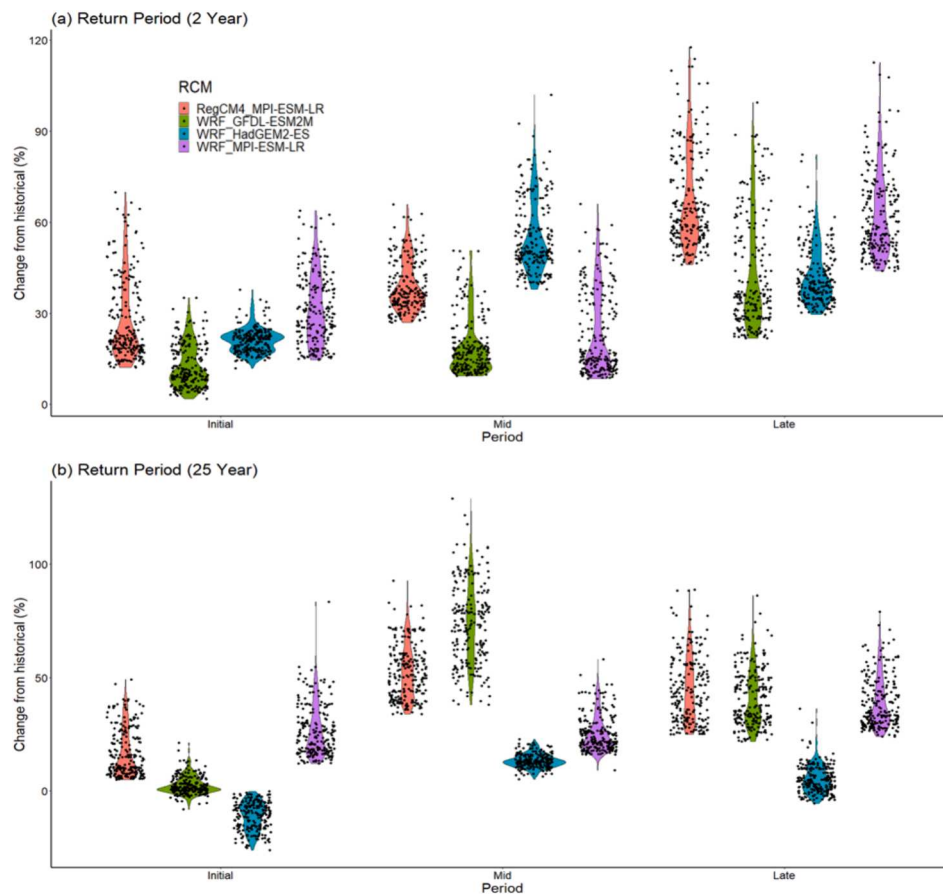 (a) Return Period (2 Year)
120
90
60
30
0
Change from historical (%)
RCM
RegCM4_MPI-ESM-LR
WRF_GFDL-ESM2M
WRF_HadGEM2-ES
WRF_MPI-ESM-LR
Initial
Mid
Late
Period
(b) Return Period (25 Year)
100
50
0
Change from historical (%)
Initial
Mid
Late
Period